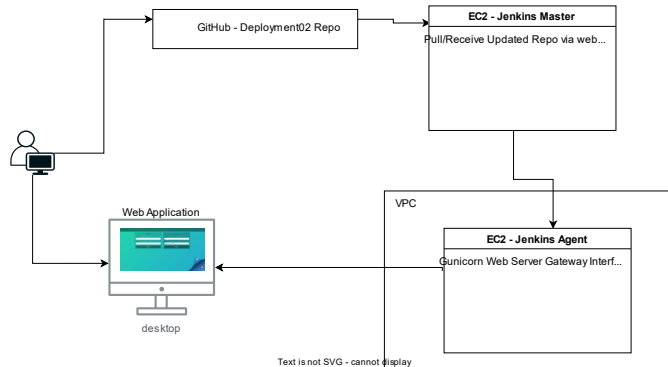 GitHub - Deployment02 Repo
EC2 - Jenkins Master
Pull/Receive Updated Repo via web...
VPC
Web Application
EC2 - Jenkins Agent
Gunicorn Web Server Gateway Interf...
desktop
Text is not SVG - cannot display